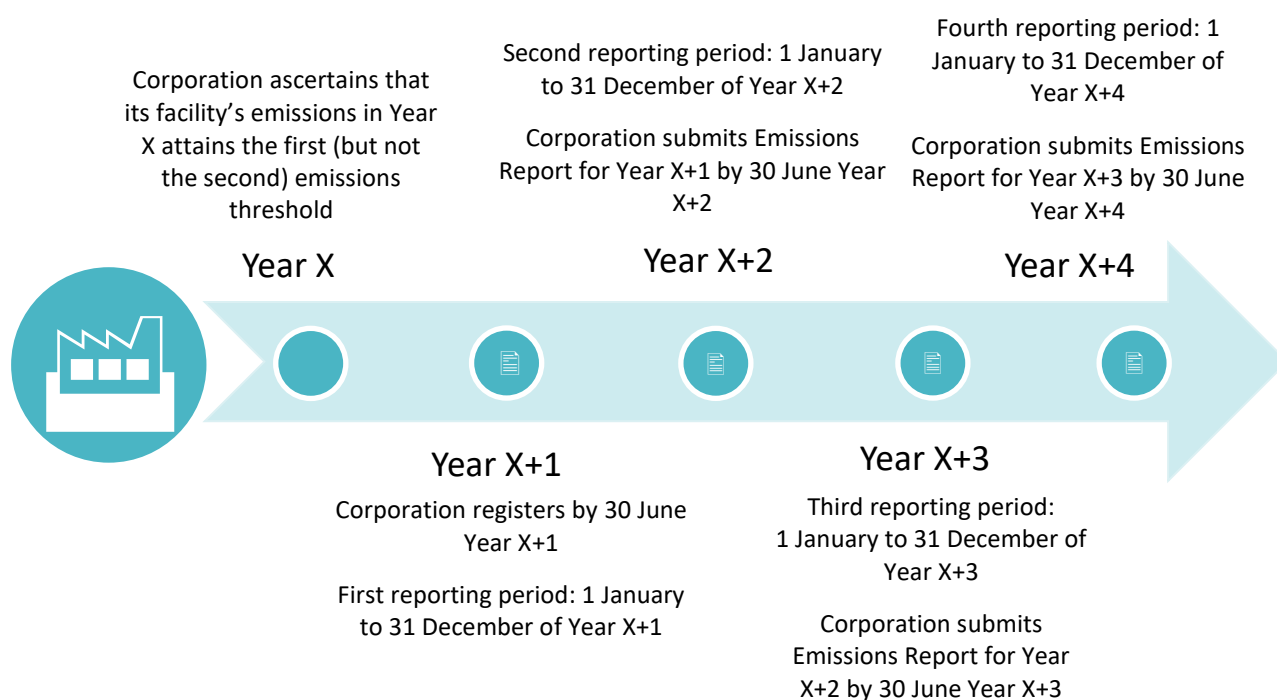 Corporation ascertains that
its facility’s emissions in Year
X attains the first (but not
the second) emissions
threshold
Year X
Corporation registers by 30 June
Year X+1
First reporting period: 1 January
to 31 December of Year X+1
Year X+1
Second reporting period: 1 January
to 31 December of Year X+2
Corporation submits Emissions
Report for Year X+1 by 30 June Year
X+2
Year X+2
Year X+3
Third reporting period:
1 January to 31 December of
Year X+3
Corporation submits
Emissions Report for Year
X+2 by 30 June Year X+3
Fourth reporting period: 1
January to 31 December of
Year X+4
Corporation submits Emissions
Report for Year X+3 by 30 June
Year X+4
Year X+4